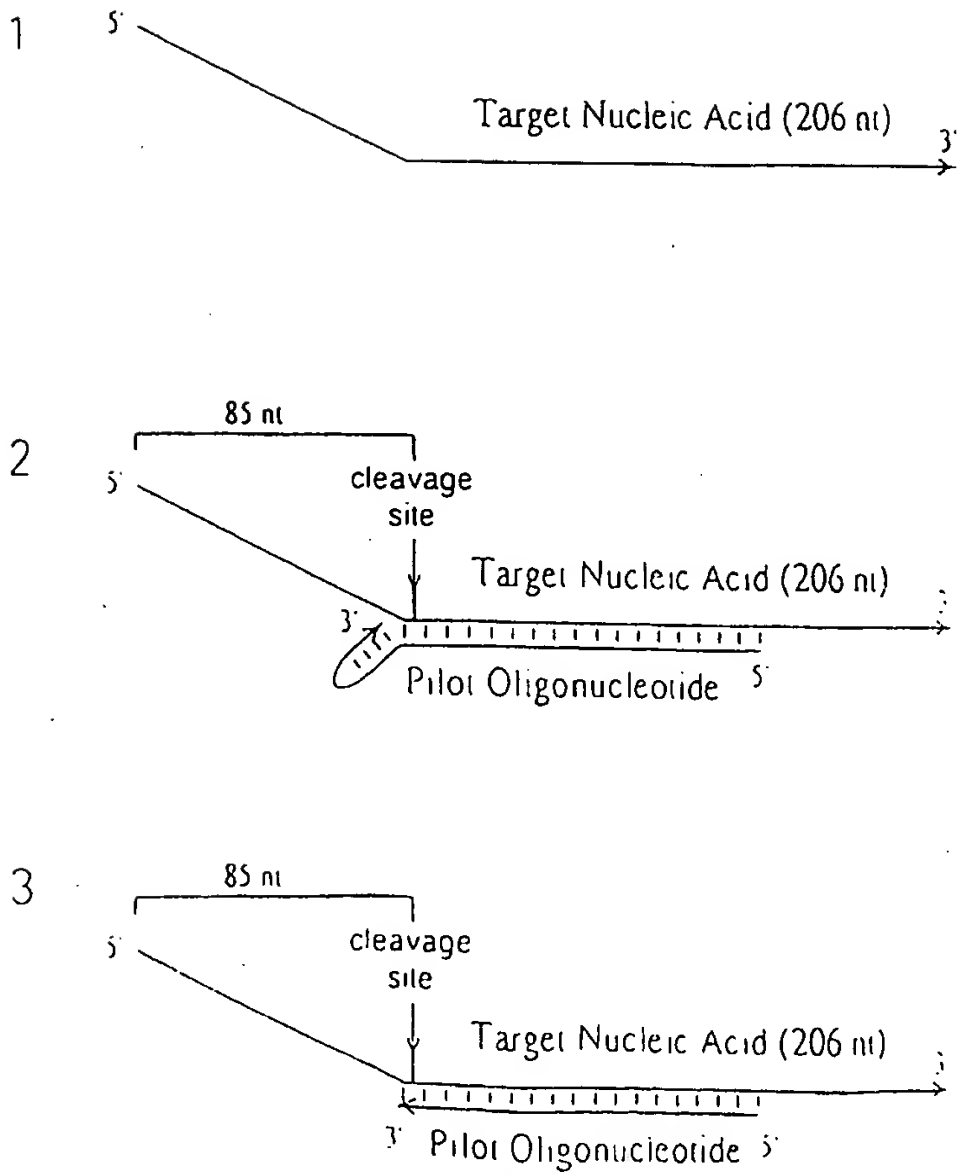 1
5'
Target Nucleic Acid (206 nt)
3'
2
85 nt
5'
cleavage
site
Target Nucleic Acid (206 nt)
3'
Pilot Oligonucleotide 5'
3
85 nt
5'
cleavage
site
Target Nucleic Acid (206 nt)
3' Pilot Oligonucleotide 5'